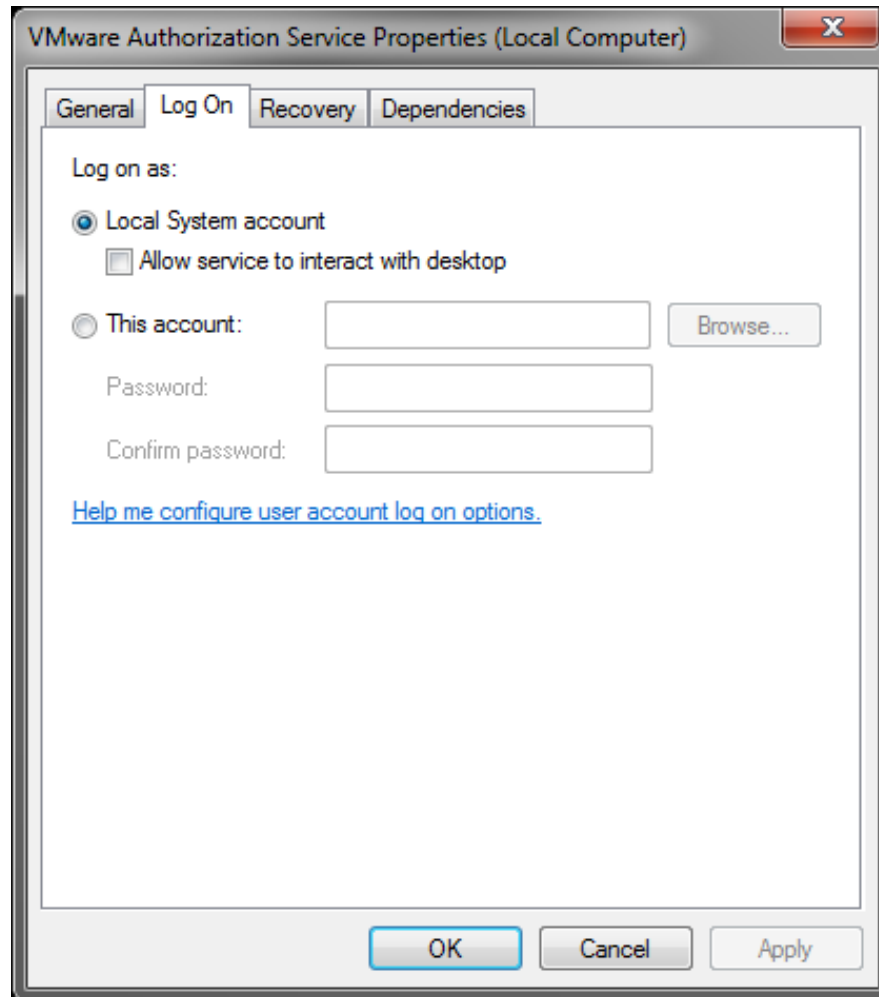 VMware Authorization Service Properties (Local Computer)
General Log On Recovery Dependencies
Log on as:
Local System account
Allow service to interact with desktop
This account: Browse...
Password:
Confirm password:
Help me configure user account log on options.
OK Cancel Apply